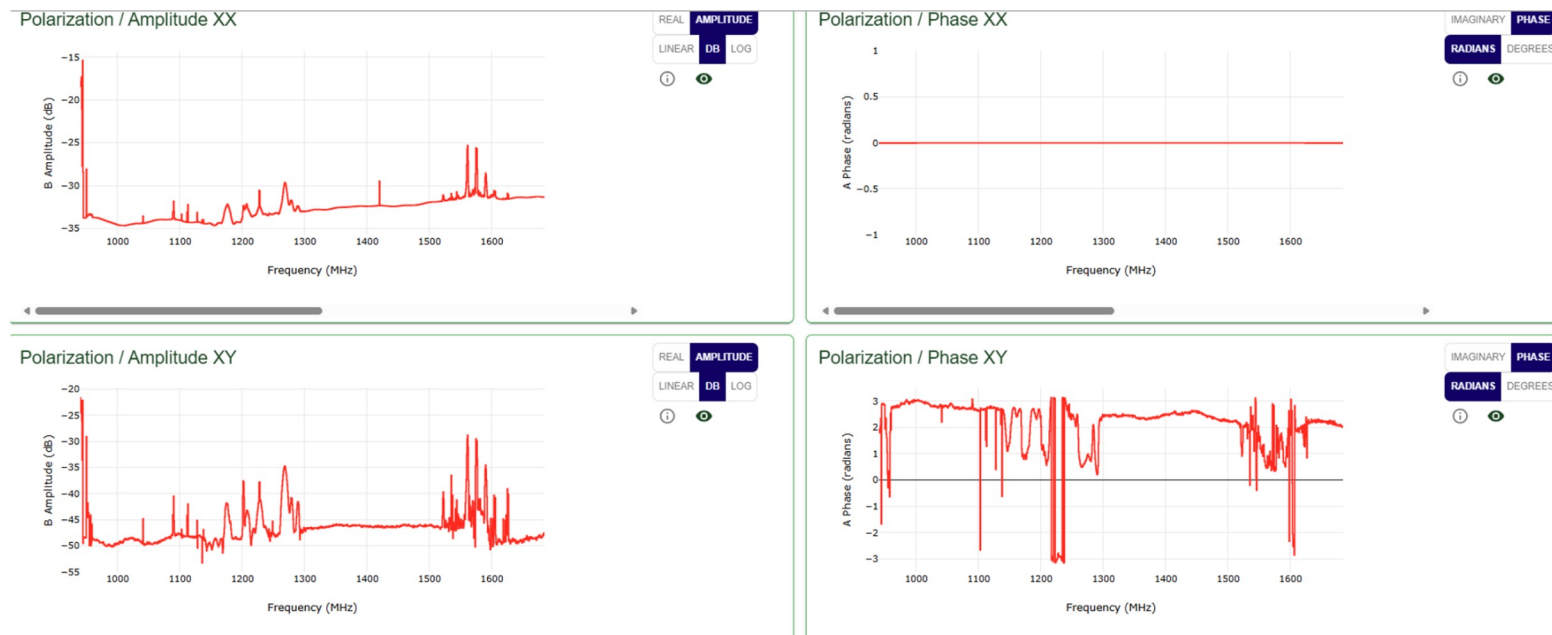 Polarization / Amplitude XX
REAL AMPLITUDE
LINEAR DB LOG
−15
−20
−25
−30
−35
B Amplitude (dB)
1000 1100 1200 1300 1400 1500 1600
Frequency (MHz)
Polarization / Phase XX
IMAGINARY PHASE
RADIANS DEGREES
1
0.5
0
−0.5
−1
A Phase (radians)
1000 1100 1200 1300 1400 1500 1600
Frequency (MHz)
Polarization / Amplitude XY
REAL AMPLITUDE
LINEAR DB LOG
−20
−25
−30
−35
−40
−45
−50
−55
B Amplitude (dB)
1000 1100 1200 1300 1400 1500 1600
Frequency (MHz)
Polarization / Phase XY
IMAGINARY PHASE
RADIANS DEGREES
3
2
1
0
−1
−2
−3
A Phase (radians)
1000 1100 1200 1300 1400 1500 1600
Frequency (MHz)